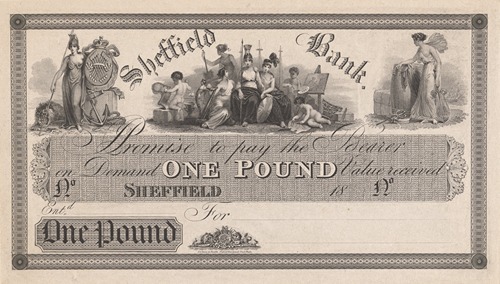 Sheffield Bank.
Promise to pay the Bearer
on Demand ONE POUND Value received
No SHEFFIELD 18 No
Ent.d
For
One Pound